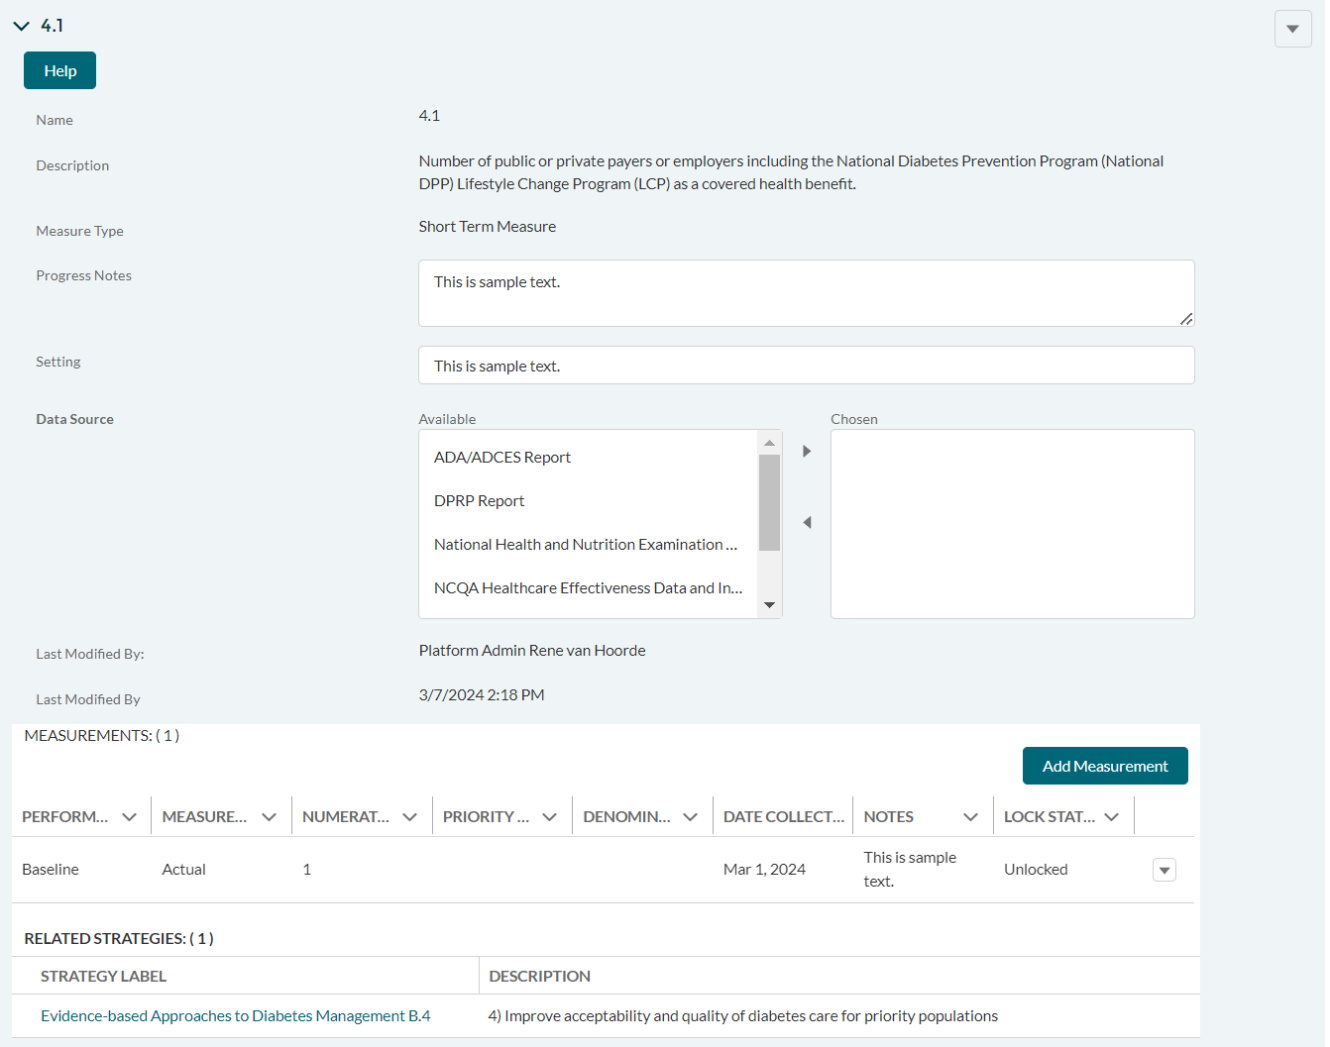 4.1
Help
Name
4.1
Description
Number of public or private payers or employers including the National Diabetes Prevention Program (National
DPP) Lifestyle Change Program (LCP) as a covered health benefit.
Measure Type
Short Term Measure
Progress Notes
This is sample text.
Setting
This is sample text.
Data Source
Available
Chosen
ADA/ADCES Report
DPRP Report
National Health and Nutrition Examination ...
NCQA Healthcare Effectiveness Data and In...
Last Modified By:
Platform Admin Rene van Hoorde
Last Modified By
3/7/2024 2:18 PM
MEASUREMENTS: ( 1 )
Add Measurement
PERFORM... MEASURE... NUMERAT... PRIORITY ... DENOMIN... DATE COLLECT... NOTES LOCK STAT...
Baseline Actual 1 Mar 1, 2024 This is sample Unlocked
text.
RELATED STRATEGIES: ( 1 )
STRATEGY LABEL DESCRIPTION
Evidence-based Approaches to Diabetes Management B.4 4) Improve acceptability and quality of diabetes care for priority populations